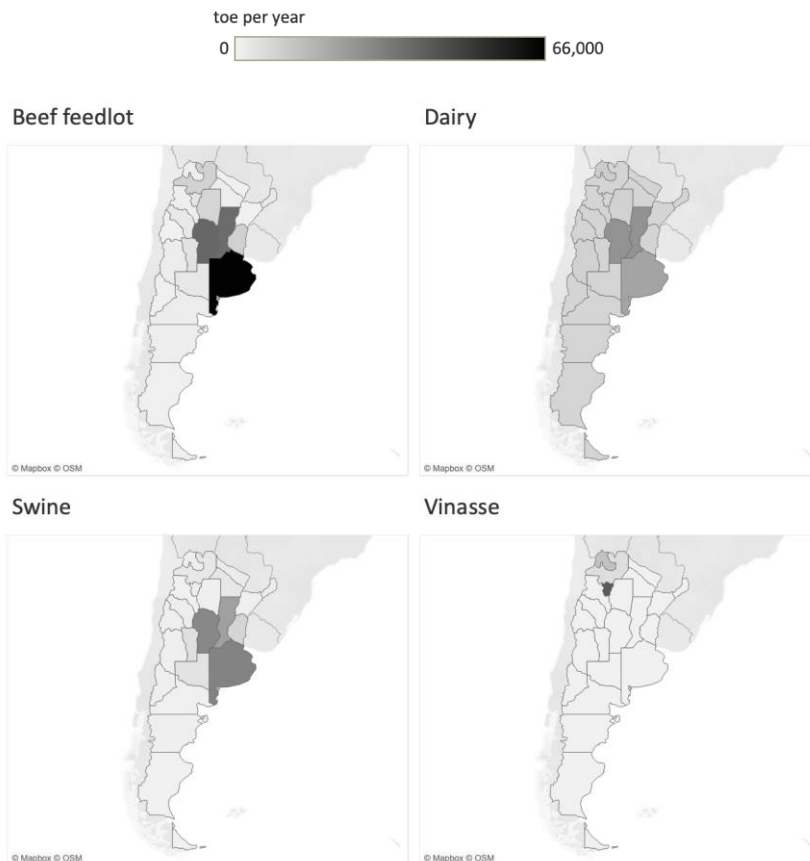 toe per year
0 66,000
Beef feedlot Dairy
© Mapbox © OSM © Mapbox © OSM
Swine Vinasse
© Mapbox © OSM © Mapbox © OSM